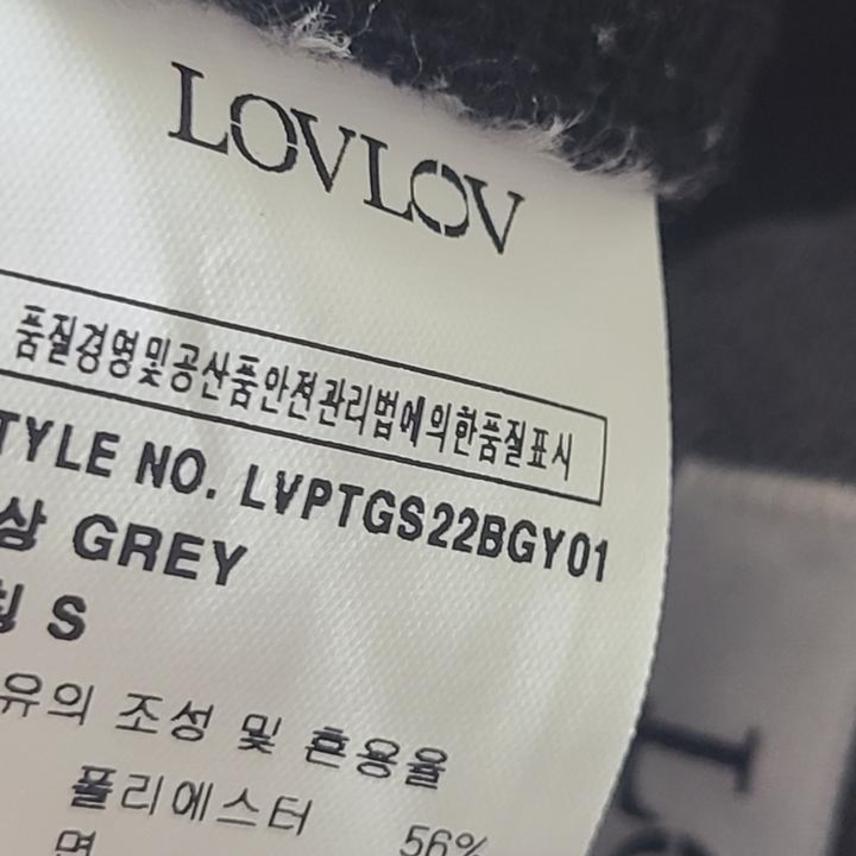 LOVLOV
품질경영및공산품안전관리법에의한품질표시
TYLE NO. LVPTGS22BGY01
상 GREY
칭 S
유의 조성 및 혼용율
폴리에스터 56%
면